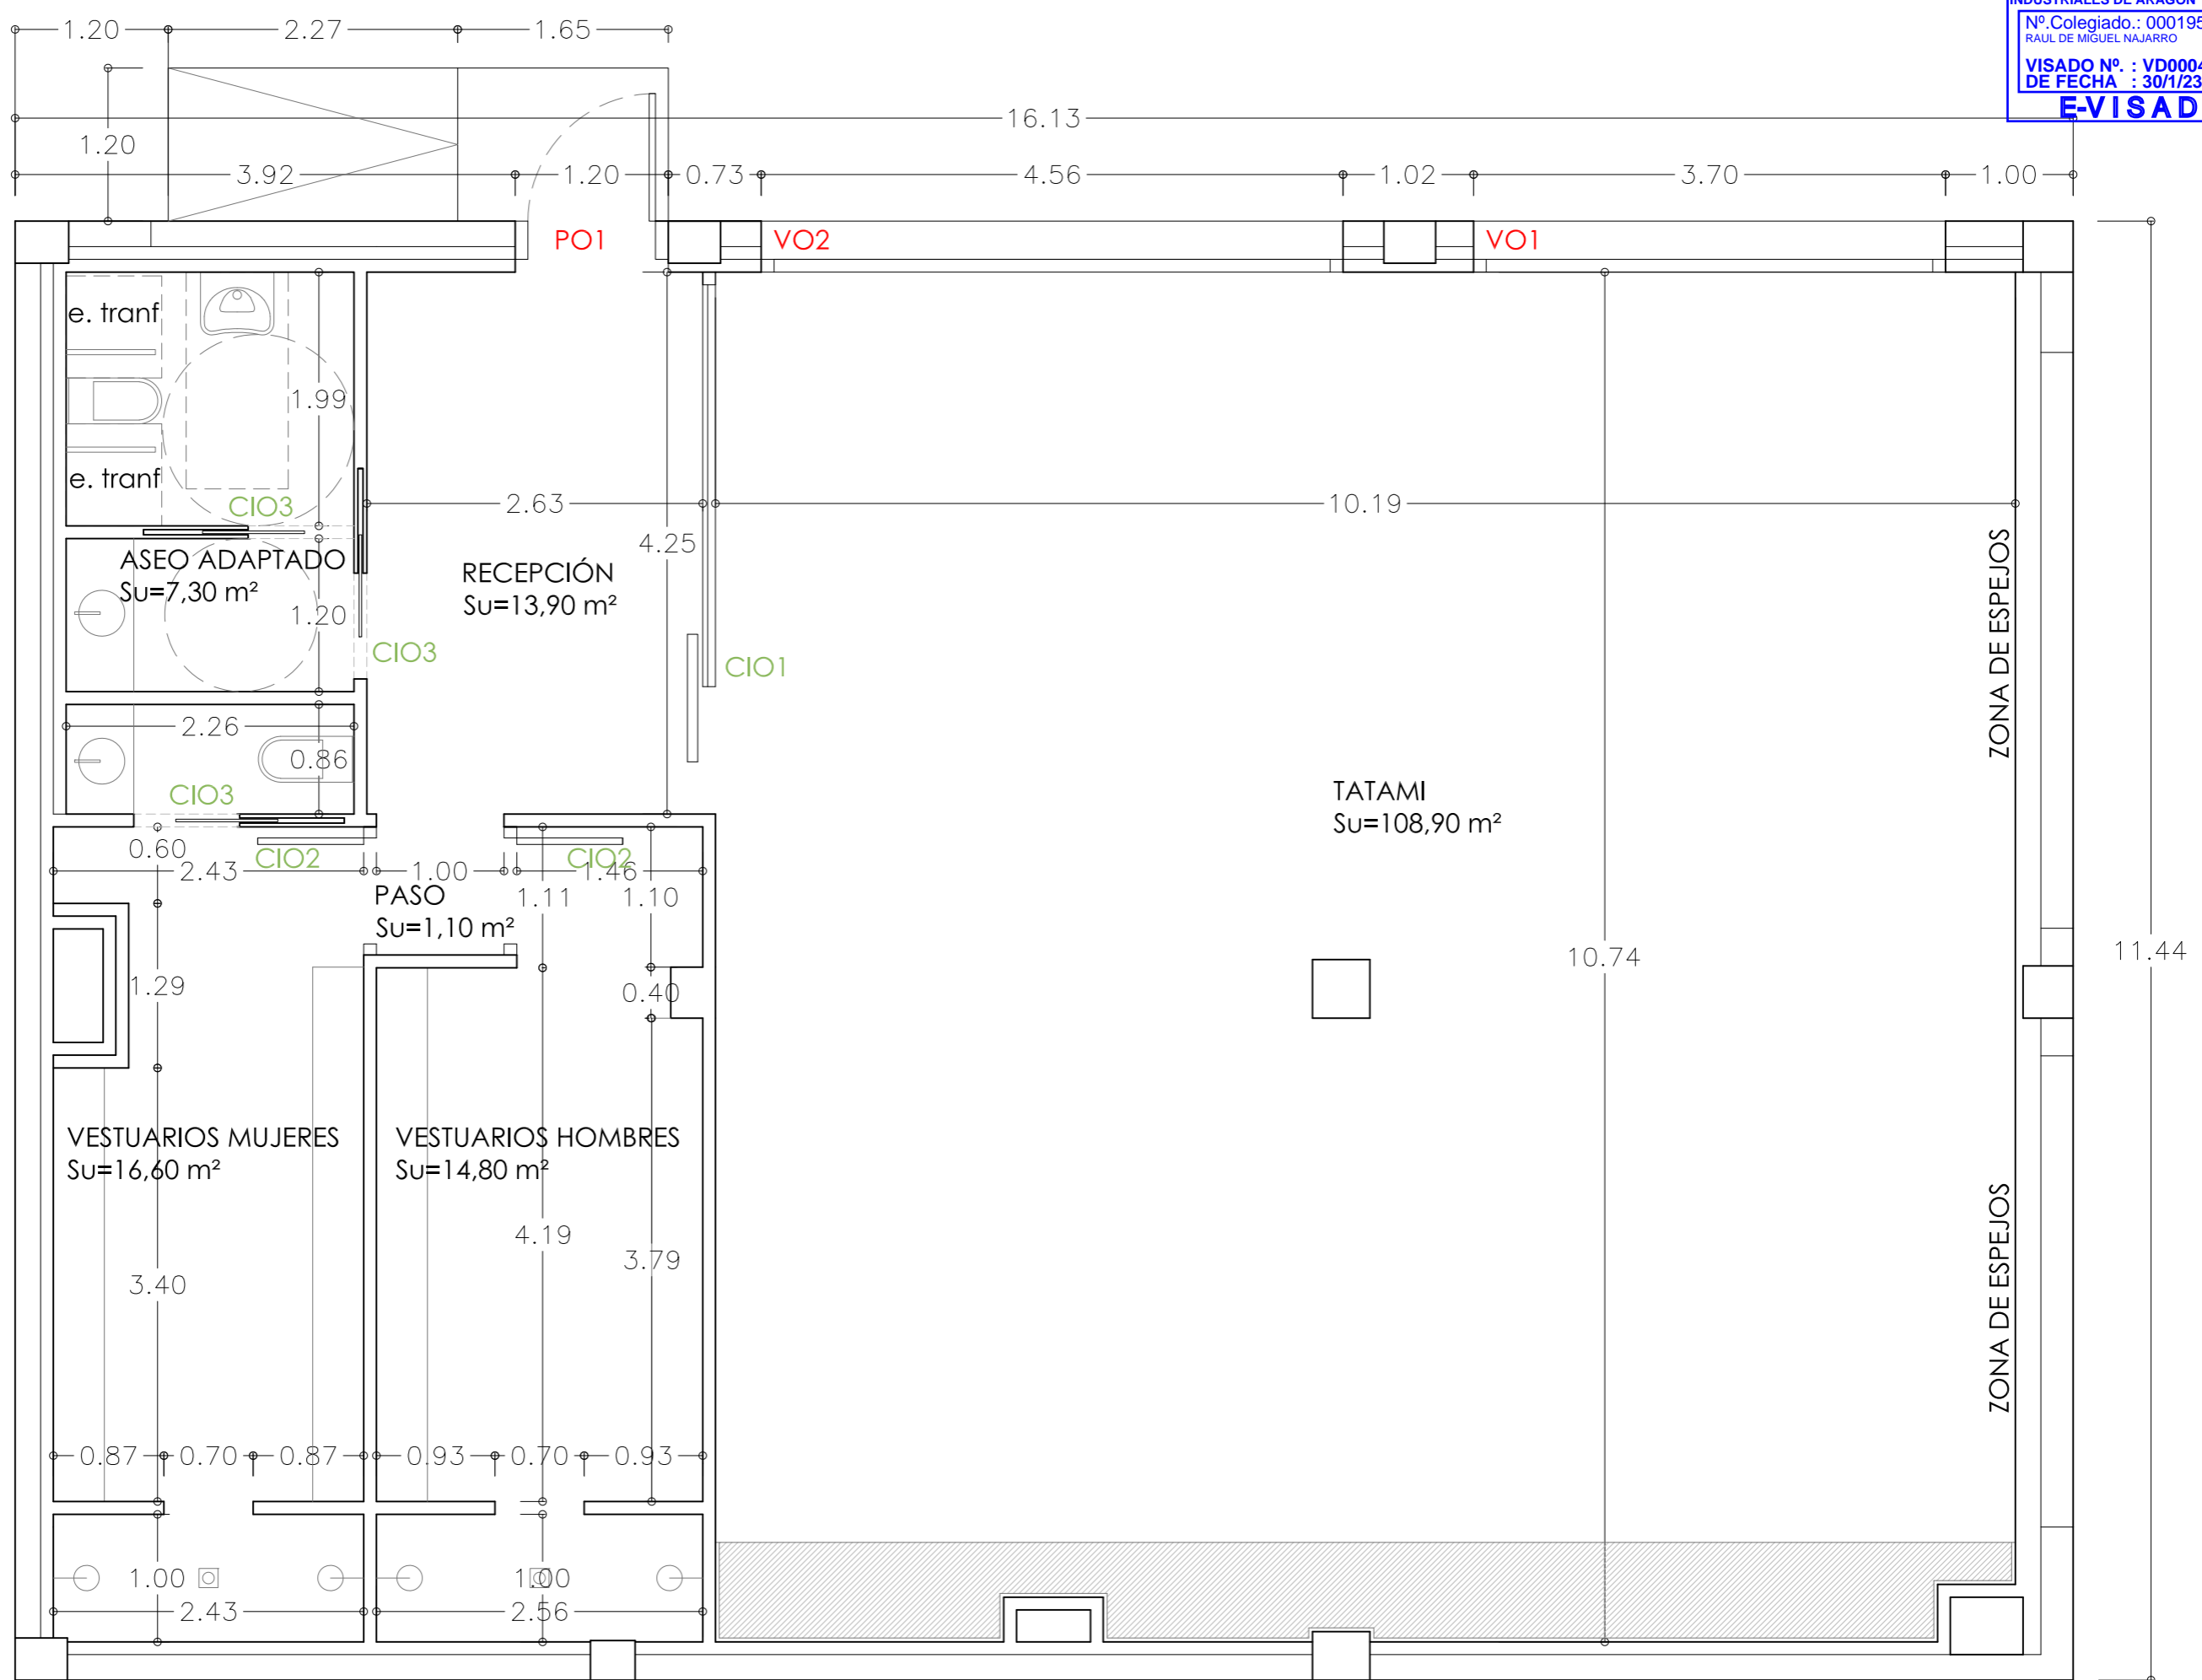 INDUSTRIALES DE ARAGON
Nº.Colegiado.: 000195
RAUL DE MIGUEL NAJARRO
VISADO Nº. : VD0004
DE FECHA : 30/1/23
E-VISAD
1.20 2.27 1.65
16.13
1.20
3.92 1.20 0.73 4.56 1.02 3.70 1.00
PO1 VO2 VO1
e. tranf
1.99
e. tranf
CIO3
2.63 10.19
4.25
ASEO ADAPTADO
Su=7,30 m²
RECEPCIÓN
Su=13,90 m²
1.20
CIO3
CIO1
ZONA DE ESPEJOS
2.26
0.86
CIO3
TATAMI
Su=108,90 m²
0.60
CIO2 CIO2
2.43 1.00 1.46
PASO
Su=1,10 m²
1.11 1.10
10.74
11.44
1.29
0.40
VESTUARIOS MUJERES
Su=16,60 m²
VESTUARIOS HOMBRES
Su=14,80 m²
4.19
3.79
3.40
ZONA DE ESPEJOS
0.87 0.70 0.87 0.93 0.70 0.93
1.00 1.00
2.43 2.56